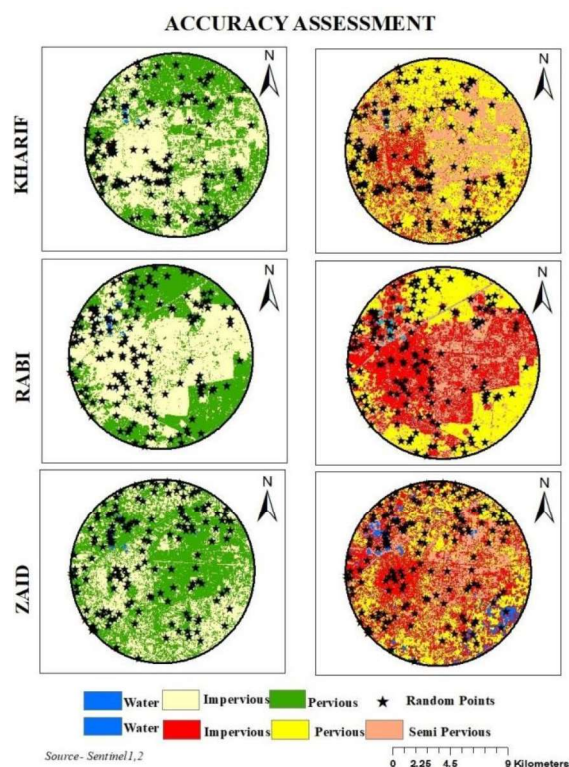 ACCURACY ASSESSMENT
KHARIF
N
N
RABI
N
N
ZAID
N
N
Water Impervious Pervious Random Points
Water Impervious Pervious Semi Pervious
Source- Sentinel1,2
0 2.25 4.5 9 Kilometers